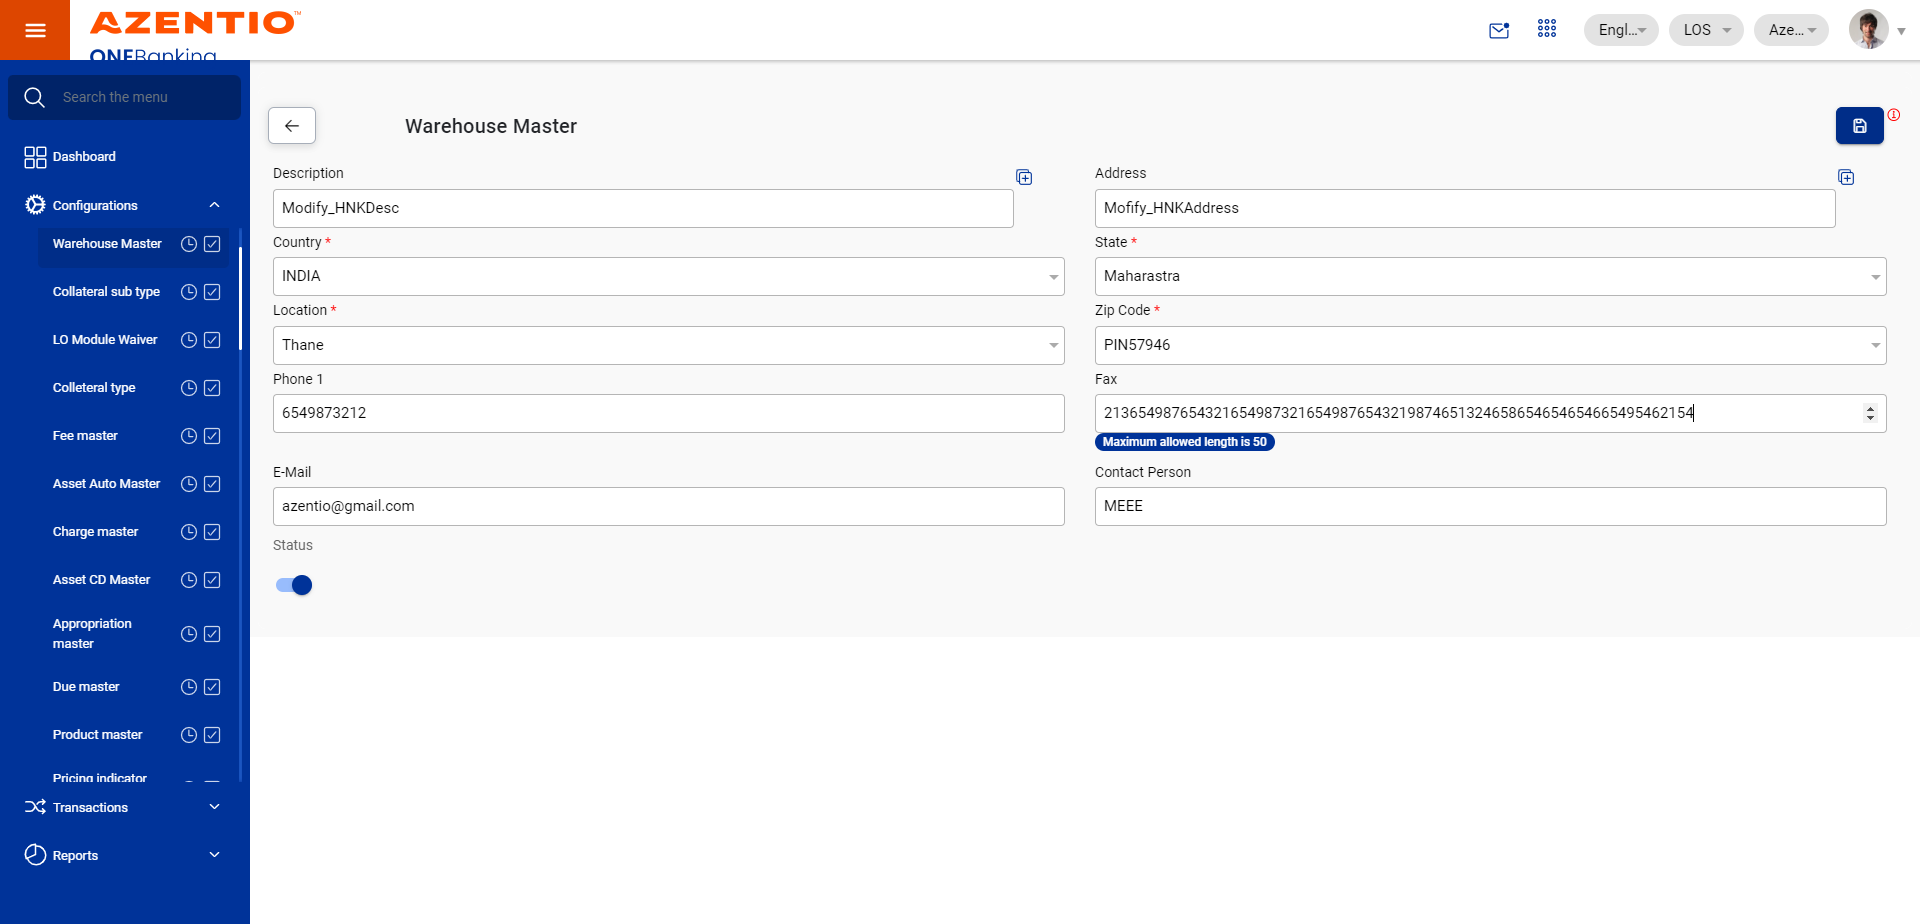 AZENTIO™
ONEBanking
Engl...
LOS
Aze...
Search the menu
Dashboard
Configurations
Warehouse Master
Collateral sub type
LO Module Waiver
Colleteral type
Fee master
Asset Auto Master
Charge master
Asset CD Master
Appropriation
master
Due master
Product master
Pricing indicator
Transactions
Reports
Warehouse Master
Description
Modify_HNKDesc
Address
Mofify_HNKAddress
Country *
INDIA
State *
Maharastra
Location *
Thane
Zip Code *
PIN57946
Phone 1
6549873212
Fax
213654987654321654987321654987654321987465132465865465465466549546​2154
Maximum allowed length is 50
E-Mail
azentio@gmail.com
Contact Person
MEEE
Status